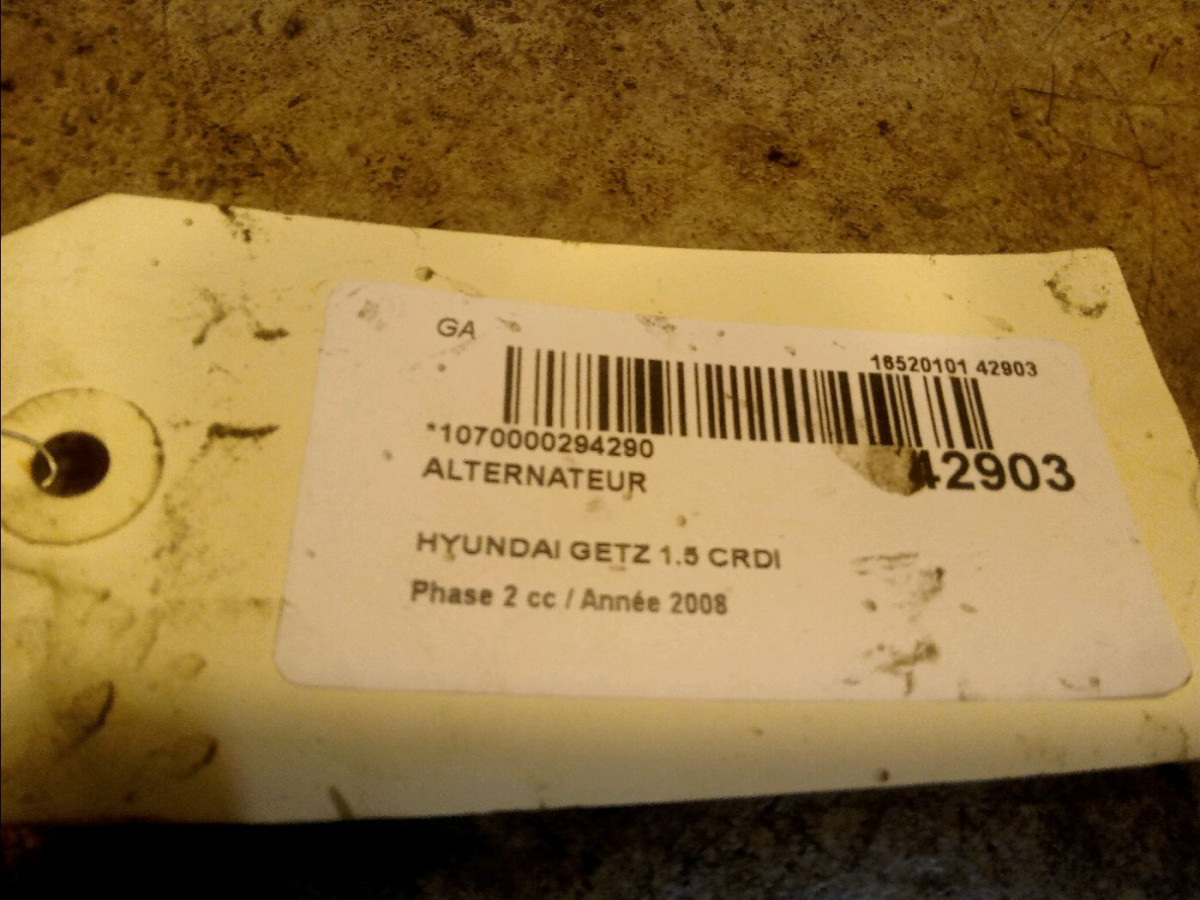 GA
16520101 42903
*1070000294290
42903
ALTERNATEUR
HYUNDAI GETZ 1.5 CRDI
Phase 2 cc / Année 2008